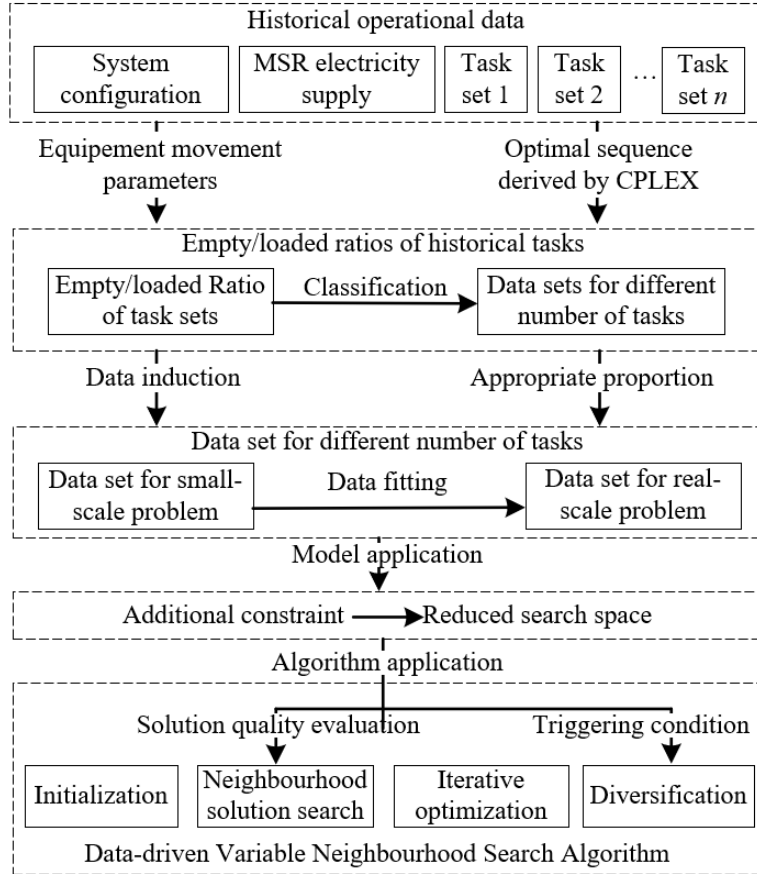 Historical operational data
System configuration
MSR electricity supply
Task set 1
Task set 2
…
Task set n
Equipement movement parameters
Optimal sequence derived by CPLEX
Empty/loaded ratios of historical tasks
Empty/loaded Ratio of task sets
Classification
Data sets for different number of tasks
Data induction
Appropriate proportion
Data set for different number of tasks
Data set for small-scale problem
Data fitting
Data set for real-scale problem
Model application
Additional constraint
Reduced search space
Algorithm application
Solution quality evaluation
Triggering condition
Initialization
Neighbourhood solution search
Iterative optimization
Diversification
Data-driven Variable Neighbourhood Search Algorithm